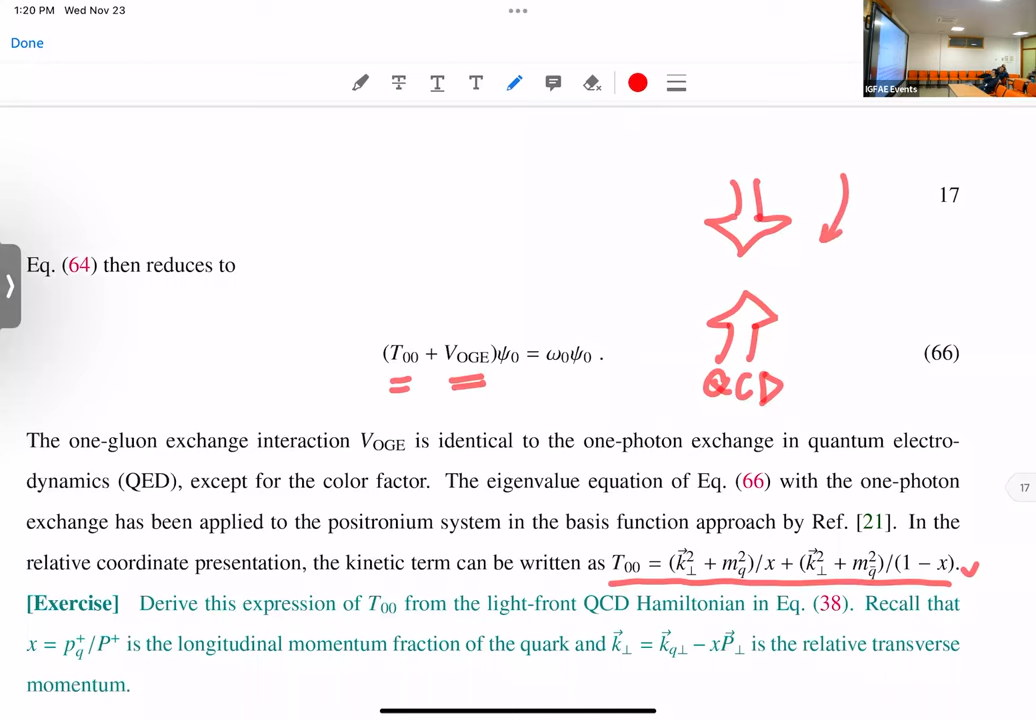 1:20 PM Wed Nov 23
Done
T T T
IGFAE Events
17
Eq. (64) then reduces to
(T₀₀ + V_OGE)ψ₀ = ω₀ψ₀ . (66)
QCD
The one-gluon exchange interaction V_OGE is identical to the one-photon exchange in quantum electro-
dynamics (QED), except for the color factor. The eigenvalue equation of Eq. (66) with the one-photon
17
exchange has been applied to the positronium system in the basis function approach by Ref. [21]. In the
relative coordinate presentation, the kinetic term can be written as T₀₀ = (k⃗²⊥ + m²_q)/x + (k⃗²⊥ + m²_q̄)/(1 − x).
[Exercise] Derive this expression of T₀₀ from the light-front QCD Hamiltonian in Eq. (38). Recall that
x = p⁺_q/P⁺ is the longitudinal momentum fraction of the quark and k⃗⊥ = k⃗_q⊥ − xP⃗⊥ is the relative transverse
momentum.